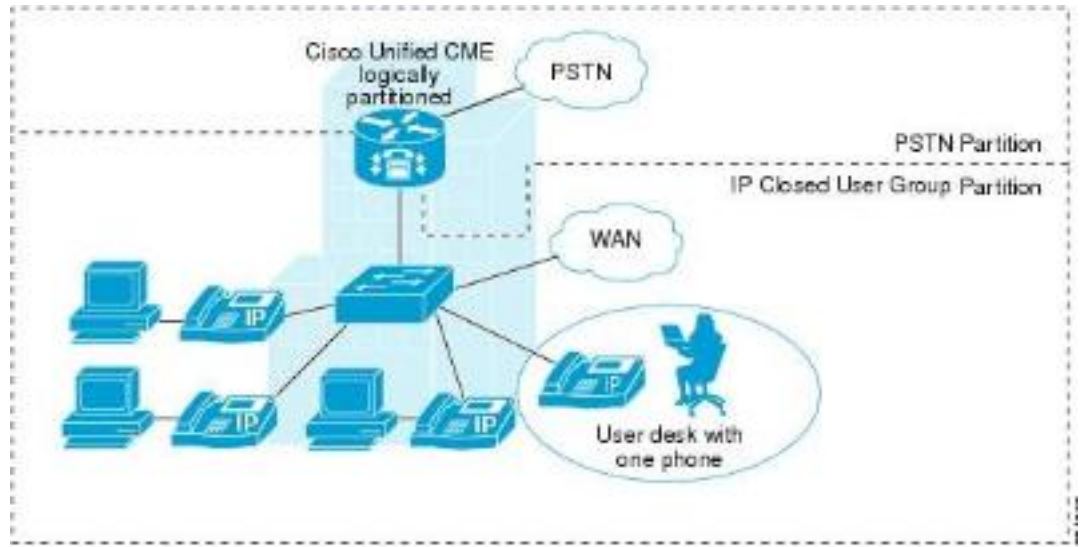 Cisco Unified CME
logically
partitioned
PSTN
PSTN Partition
IP Closed User Group Partition
WAN
IP
IP
IP
IP
User desk with
one phone